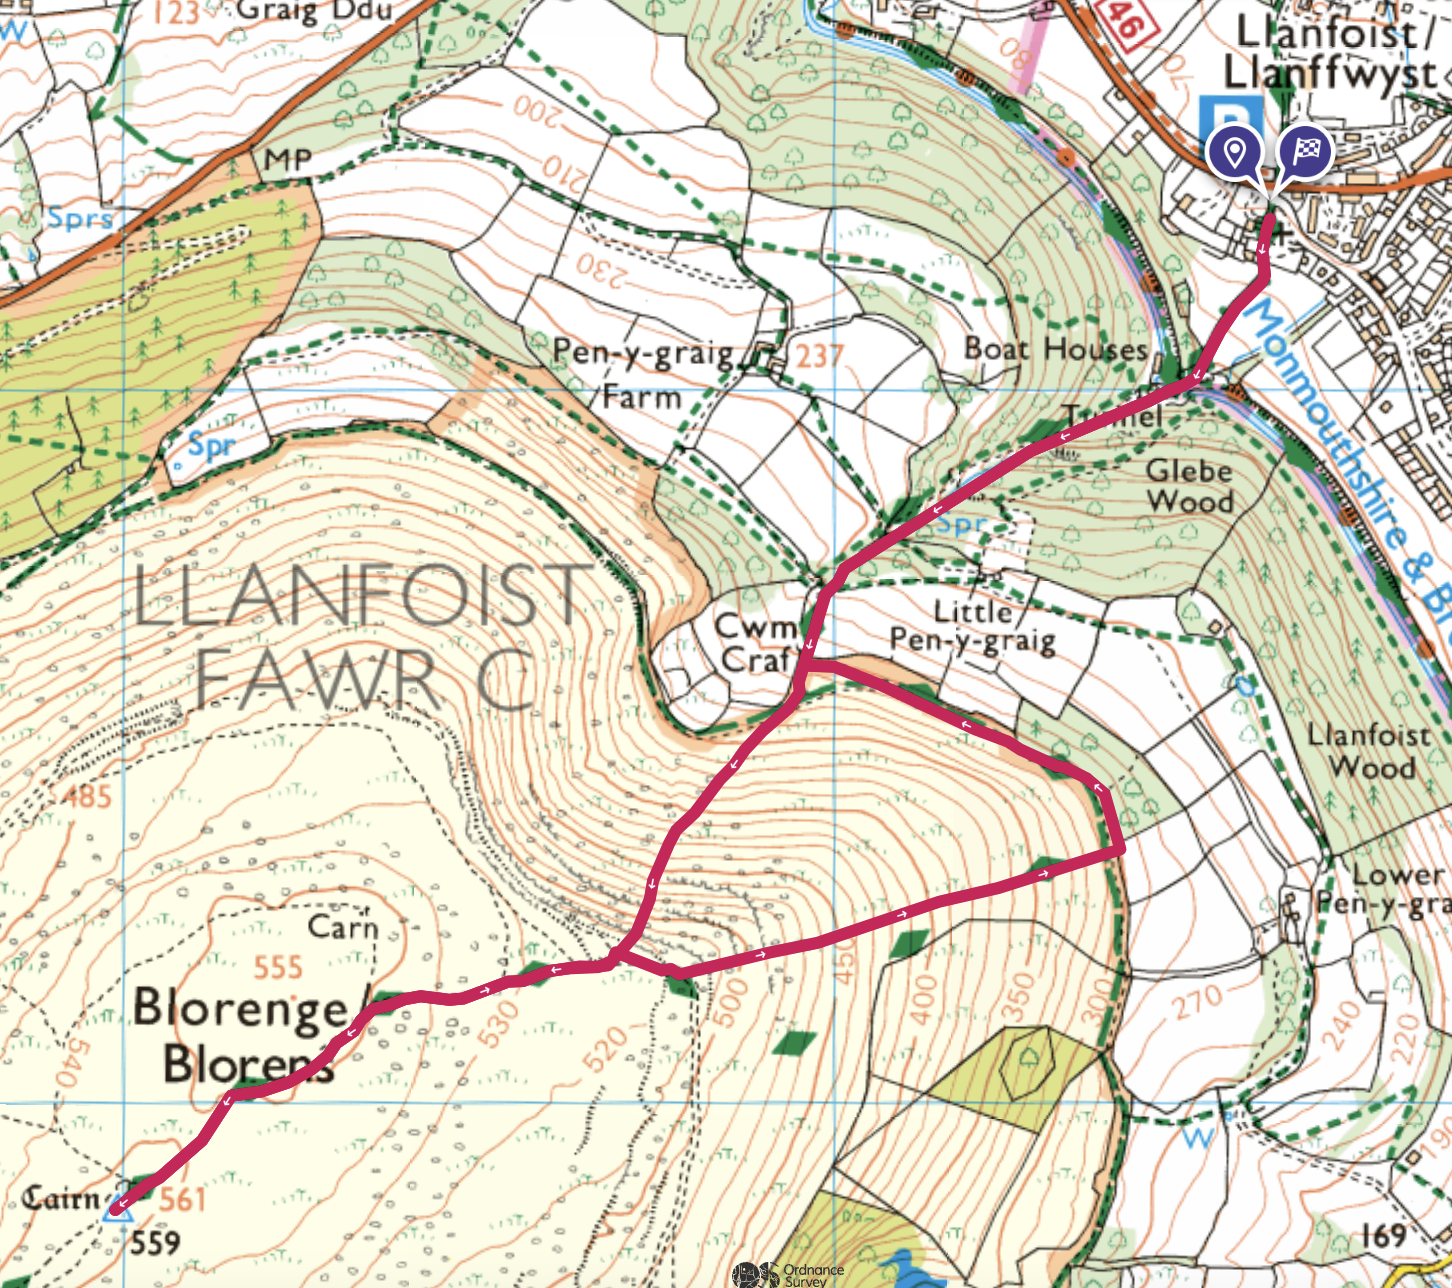 123
Graig Ddu
46
80
Llanfoist/
Llanffwyst
W
70
200
MP
210
Sprs
230
Pen-y-graig
Farm
237
Boat Houses
Monmouthshire & Br
Spr
Glebe
Wood
Spr
LLANFOIST
FAWR C
Cwm
Craf
Little
Pen-y-graig
Llanfoist
Wood
485
Lower
Pen-y-gra
Carn
555
450
400
350
300
500
270
240
220
Blorenge/
Blorens
530
520
540
W
190
Cairn
561
559
169
Ordnance
Survey